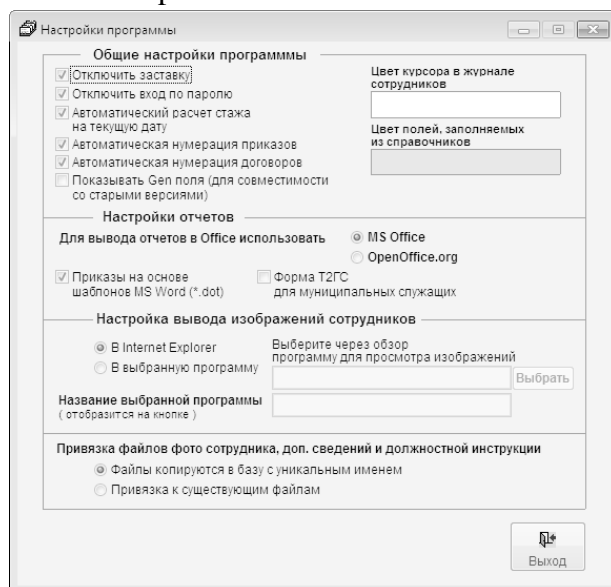 Настройки программы
Общие настройки программмы
Отключить заставку
Отключить вход по паролю
Автоматический расчет стажа
на текущую дату
Автоматическая нумерация приказов
Автоматическая нумерация договоров
Показывать Gen поля (для совместимости
со старыми версиями)
Цвет курсора в журнале
сотрудников
Цвет полей, заполняемых
из справочников
Настройки отчетов
Для вывода отчетов в Office использовать
MS Office
OpenOffice.org
Приказы на основе
шаблонов MS Word (*.dot)
Форма Т2ГС
для муниципальных служащих
Настройка вывода изображений сотрудников
В Internet Explorer
В выбранную программу
Выберите через обзор
программу для просмотра изображений
Выбрать
Название выбранной программы
( отобразится на кнопке )
Привязка файлов фото сотрудника, доп. сведений и должностной инструкции
Файлы копируются в базу с уникальным именем
Привязка к существующим файлам
Выход